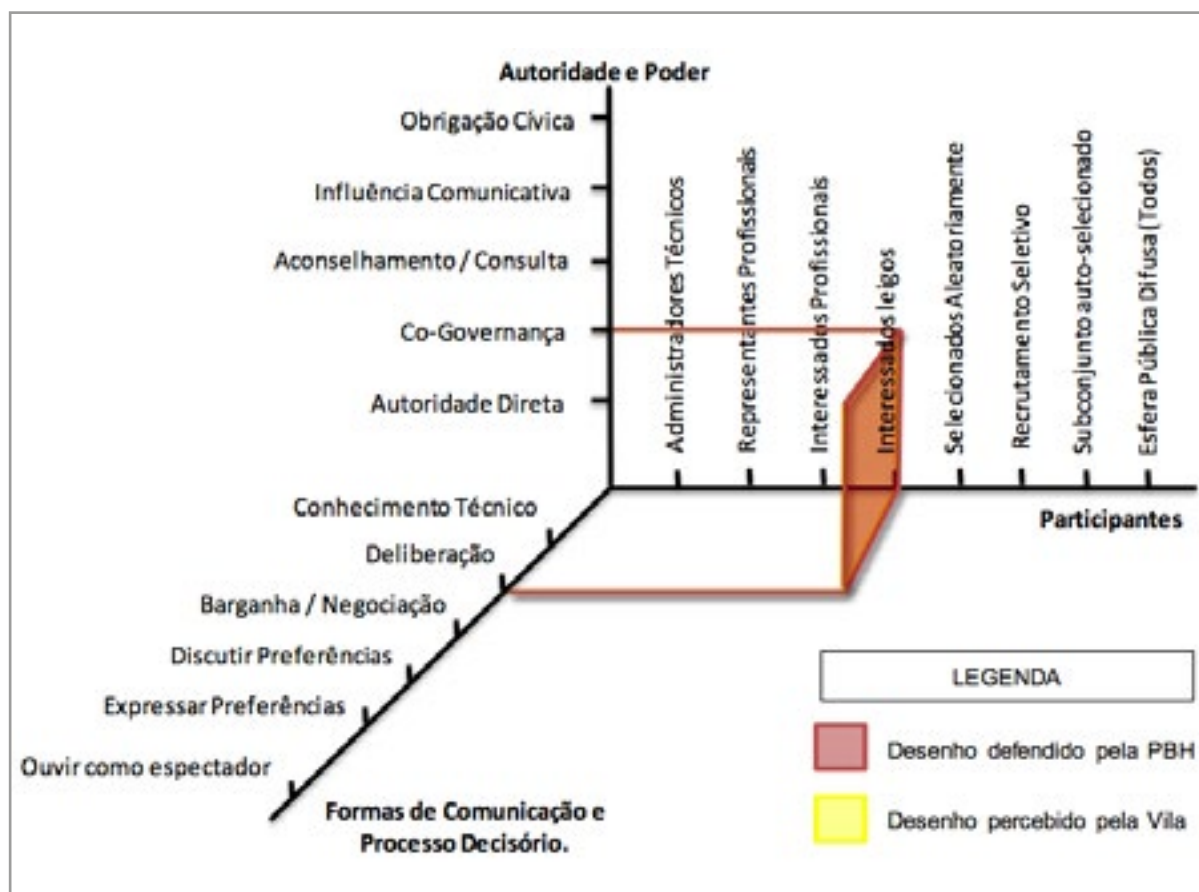 Autoridade e Poder
Obrigação Cívica
Influência Comunicativa
Aconselhamento / Consulta
Co-Governança
Autoridade Direta
Administradores Técnicos
Representantes Profissionais
Interessados Profissionais
Interessados leigos
Selecionados Aleatoriamente
Recrutamento Seletivo
Subconjunto auto-selecionado
Esfera Pública Difusa (Todos)
Participantes
Conhecimento Técnico
Deliberação
Barganha / Negociação
Discutir Preferências
Expressar Preferências
Ouvir como espectador
Formas de Comunicação e
Processo Decisório.
LEGENDA
Desenho defendido pela PBH
Desenho percebido pela Vila